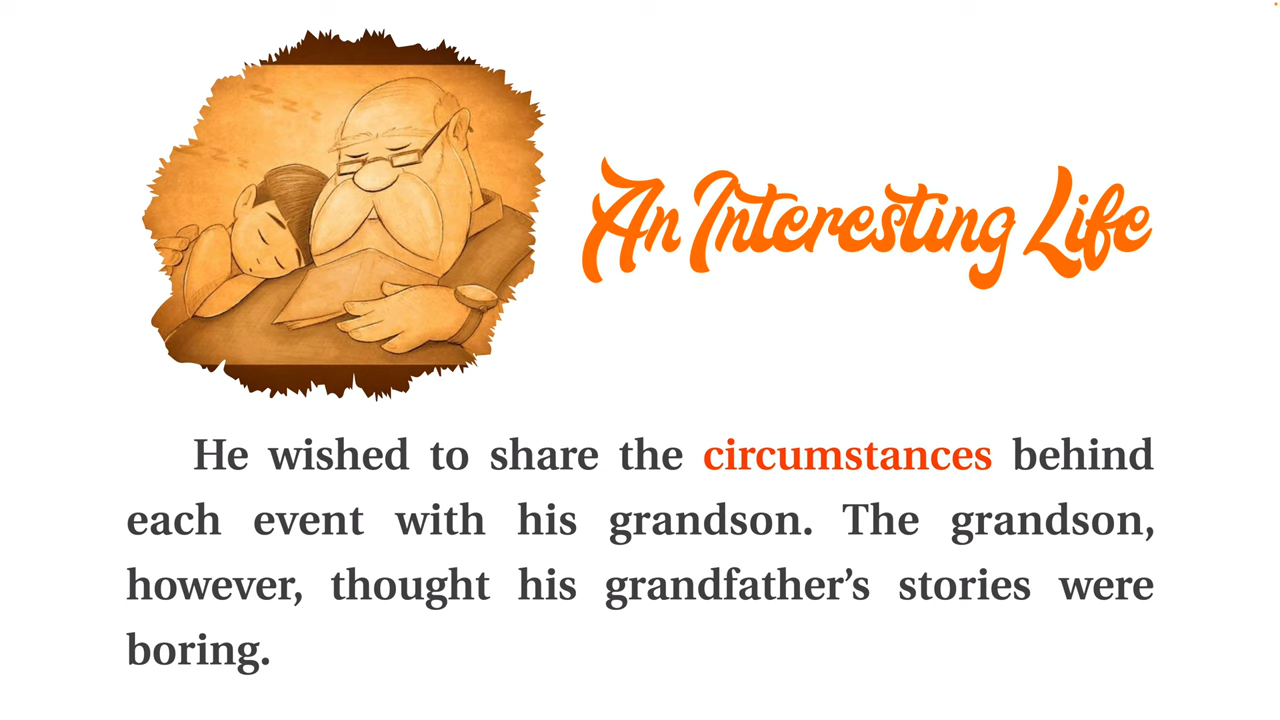 z z z z
z z z z
An Interesting Life
He wished to share the circumstances behind
each event with his grandson. The grandson,
however, thought his grandfather’s stories were
boring.